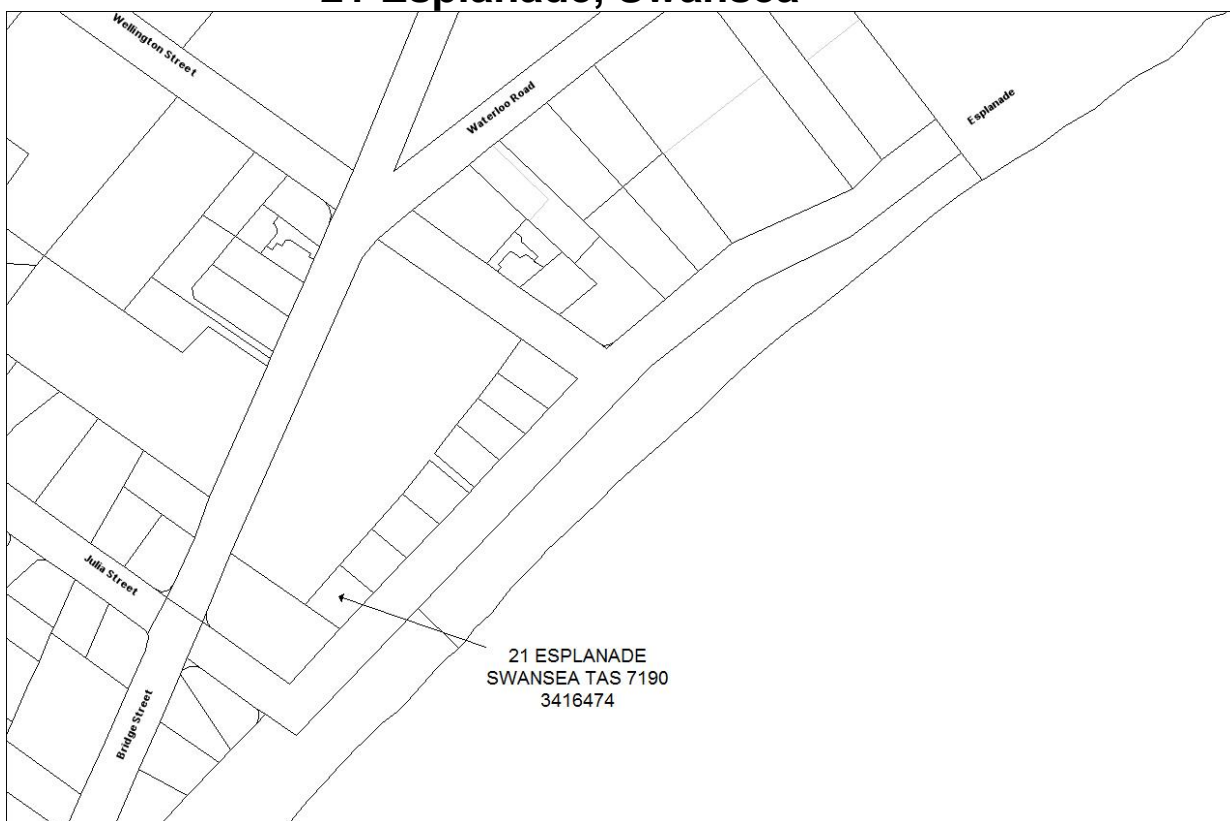 21 Esplanade, Swansea
Wellington Street
Waterloo Road
Esplanade
Julia Street
Bridge Street
21 ESPLANADE
SWANSEA TAS 7190
3416474